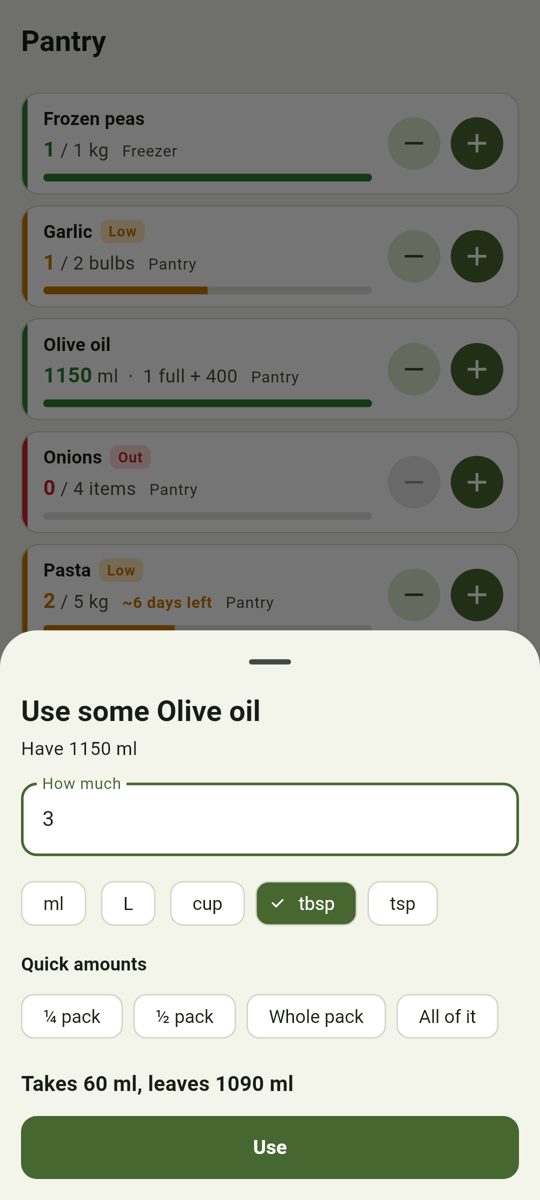 Pantry
Frozen peas
1 / 1 kg Freezer
Garlic Low
1 / 2 bulbs Pantry
Olive oil
1150 ml · 1 full + 400 Pantry
Onions Out
0 / 4 items Pantry
Pasta Low
2 / 5 kg ~6 days left Pantry
Use some Olive oil
Have 1150 ml
How much
3
ml L cup tbsp tsp
Quick amounts
¼ pack ½ pack Whole pack All of it
Takes 60 ml, leaves 1090 ml
Use